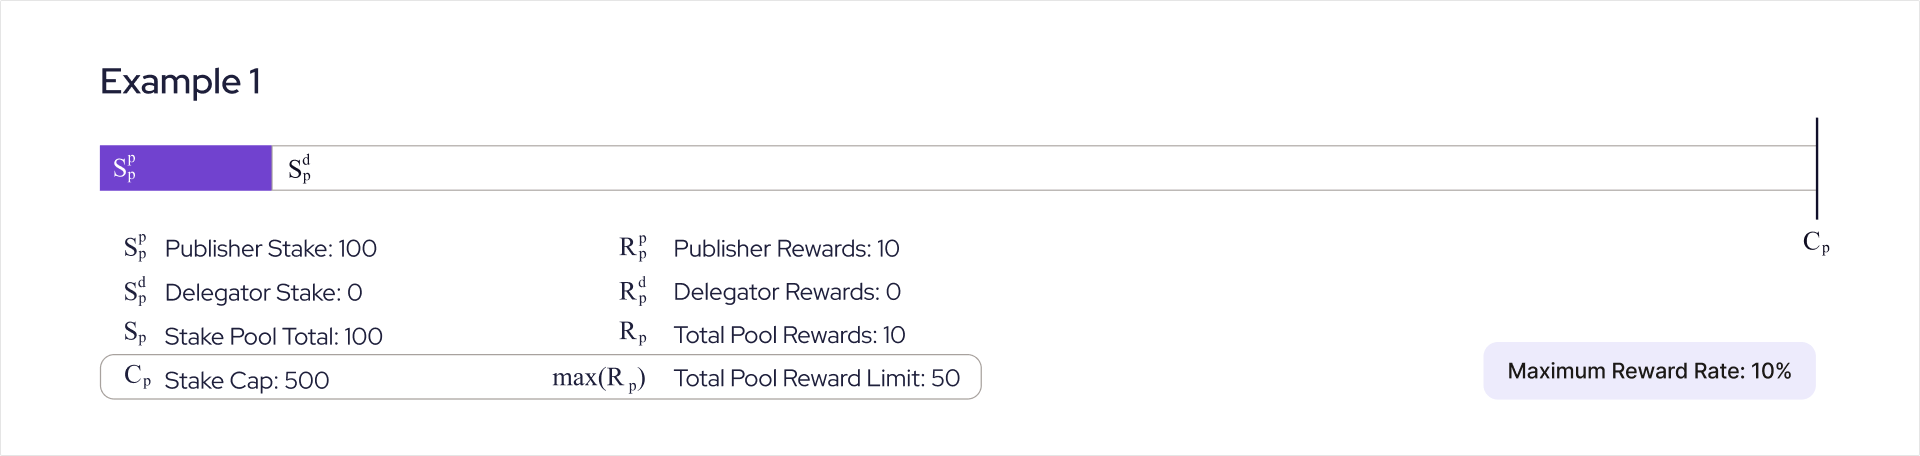 Example 1
S_p^p S_p^d
C_p
S_p^p Publisher Stake: 100 R_p^p Publisher Rewards: 10
S_p^d Delegator Stake: 0 R_p^d Delegator Rewards: 0
S_p Stake Pool Total: 100 R_p Total Pool Rewards: 10
C_p Stake Cap: 500 max(R_p) Total Pool Reward Limit: 50
Maximum Reward Rate: 10%